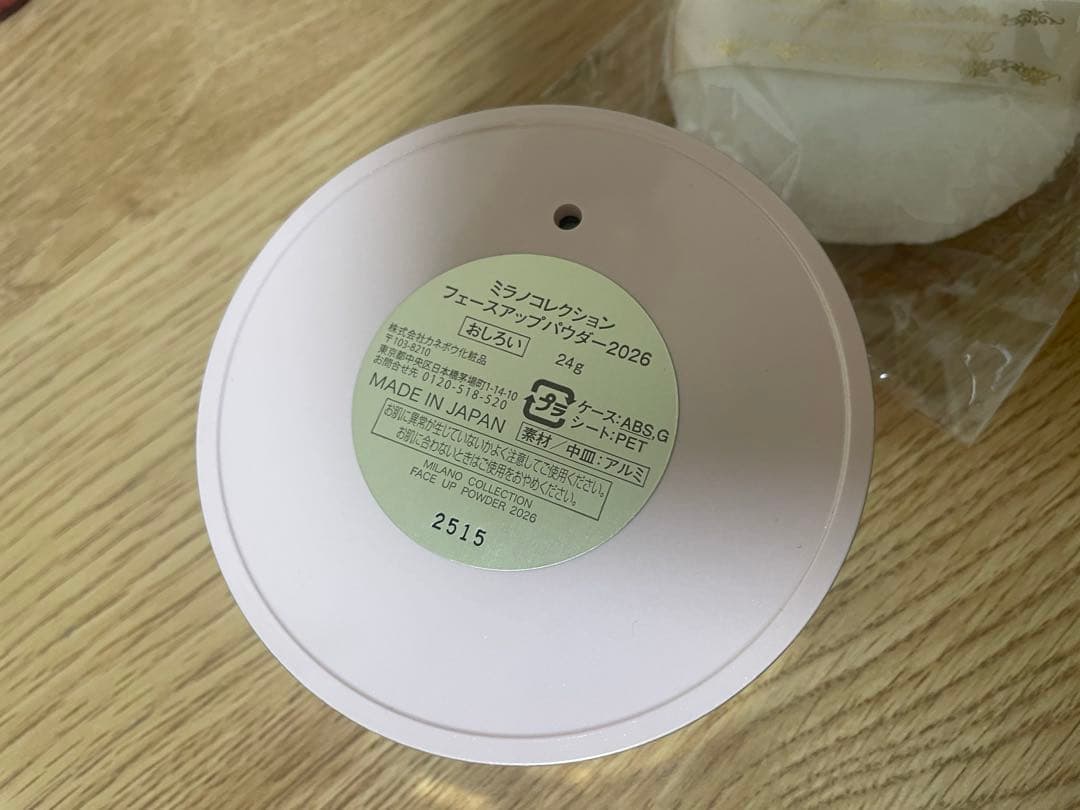 ミラノコレクション
フェースアップパウダー2026
おしろい
24g
株式会社カネボウ化粧品
〒103-8210
東京都中央区日本橋茅場町1-14-10
お問合せ先 0120-518-520
MADE IN JAPAN
プラ
ケース:ABS,G
シート:PET
素材/中皿:アルミ
お肌に異常が生じていないかよく注意してご使用ください。
お肌に合わないときはご使用をおやめください。
MILANO COLLECTION
FACE UP POWDER 2026
2515